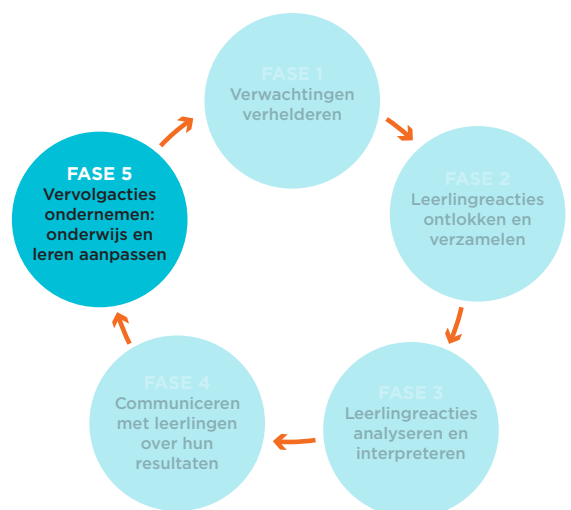 FASE 1
Verwachtingen
verhelderen
FASE 2
Leerlingreacties
ontlokken en
verzamelen
FASE 3
Leerlingreacties
analyseren en
interpreteren
FASE 4
Communiceren
met leerlingen
over hun
resultaten
FASE 5
Vervolgacties
ondernemen:
onderwijs en
leren aanpassen